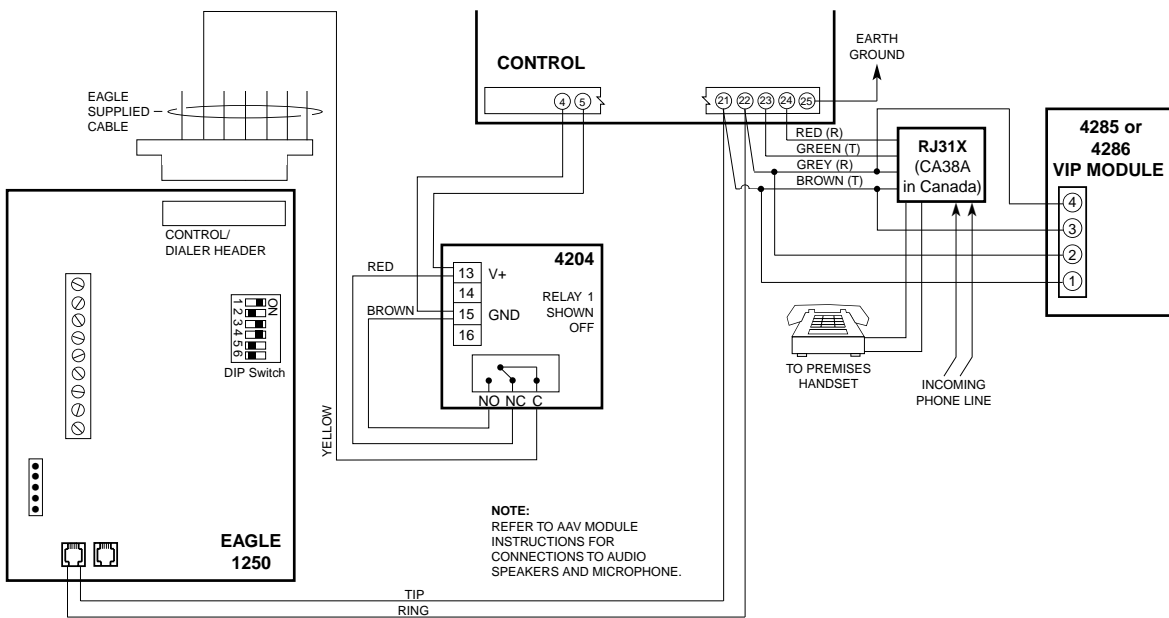 EARTH
GROUND
CONTROL
EAGLE
SUPPLIED
CABLE
4 5
21 22 23 24 25
RED (R)
GREEN (T)
GREY (R)
BROWN (T)
RJ31X
(CA38A
in Canada)
4285 or
4286
VIP MODULE
4
3
2
1
CONTROL/
DIALER HEADER
ON
1 2 3 4 5 6
DIP Switch
RED
BROWN
YELLOW
4204
13 V+
14
15 GND
16
RELAY 1
SHOWN
OFF
NO NC C
TO PREMISES
HANDSET
INCOMING
PHONE LINE
NOTE:
REFER TO AAV MODULE
INSTRUCTIONS FOR
CONNECTIONS TO AUDIO
SPEAKERS AND MICROPHONE.
EAGLE
1250
TIP
RING